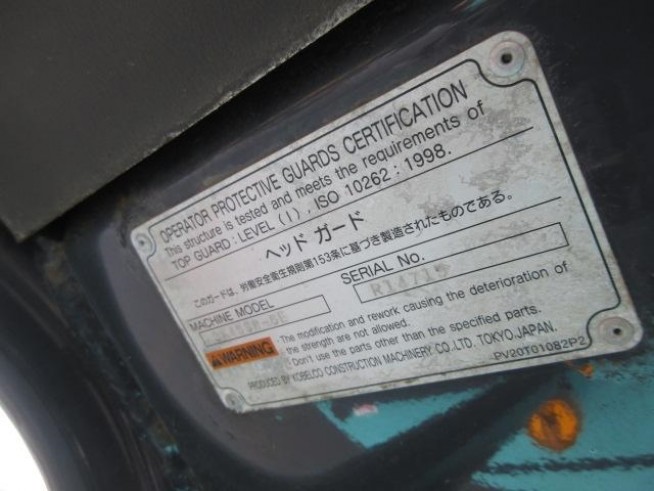 OPERATOR PROTECTIVE GUARDS CERTIFICATION
This structure is tested and meets the requirements of
TOP GUARD : LEVEL (I) , ISO 10262 : 1998.
ヘッド ガード
このガードは、労働安全衛生規則第153条に基づき製造されたものである。
MACHINE MODEL
SERIAL No.
WARNING
The modification and rework causing the deterioration of
the strength are not allowed.
Don't use the parts other than the specified parts.
PRODUCED BY KOBELCO CONSTRUCTION MACHINERY CO.,LTD. TOKYO,JAPAN.
PV20T01082P2